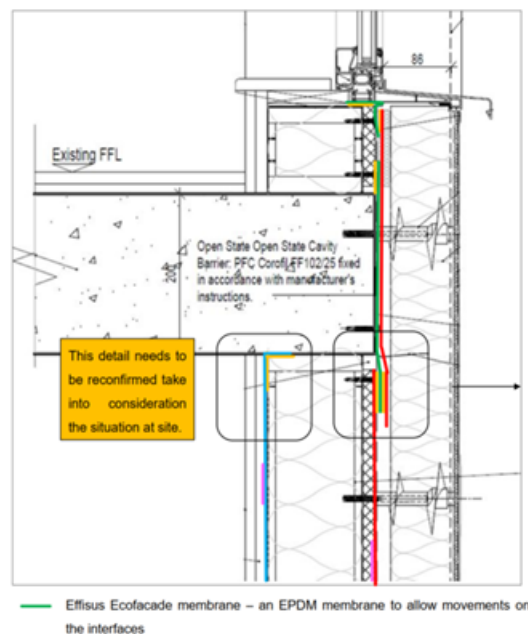 86
Existing FFL
Open State Open State Cavity
Barrier: PFC Corofil FF102/25 fixed
in accordance with manufacturer's
instructions.
200
This detail needs to
be reconfirmed take
into consideration
the situation at site.
Effisus Ecofacade membrane – an EPDM membrane to allow movements on
the interfaces